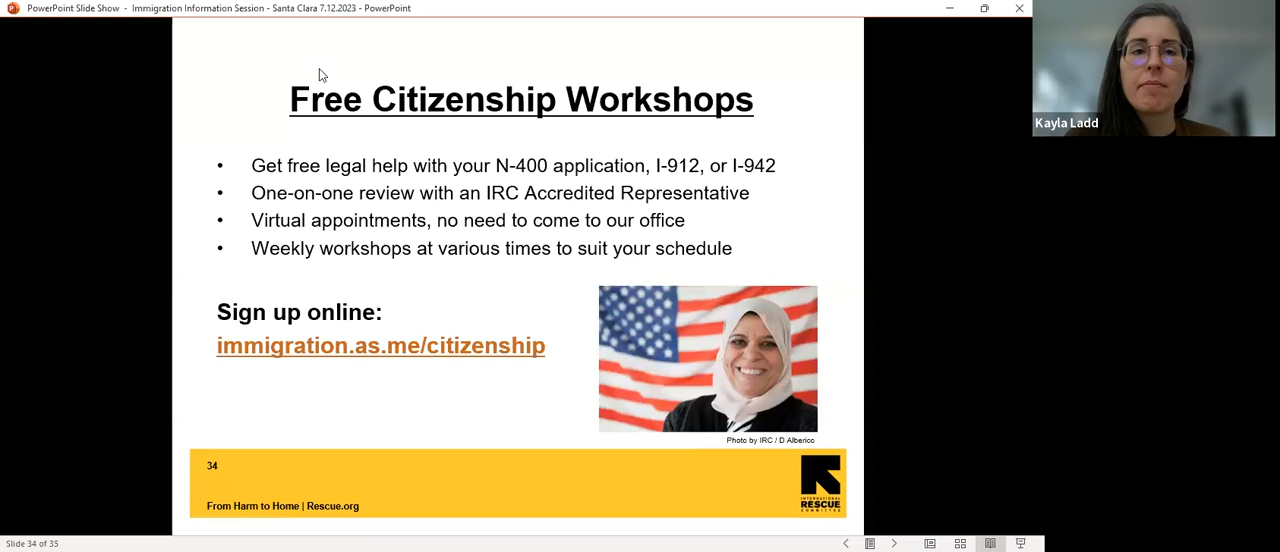 PowerPoint Slide Show - Immigration Information Session - Santa Clara 7.12.2023 - PowerPoint
Kayla Ladd
Free Citizenship Workshops
• Get free legal help with your N-400 application, I-912, or I-942
• One-on-one review with an IRC Accredited Representative
• Virtual appointments, no need to come to our office
• Weekly workshops at various times to suit your schedule
Sign up online:
immigration.as.me/citizenship
Photo by IRC / D Alberico
34
From Harm to Home | Rescue.org
INTERNATIONAL
RESCUE
COMMITTEE
Slide 34 of 35